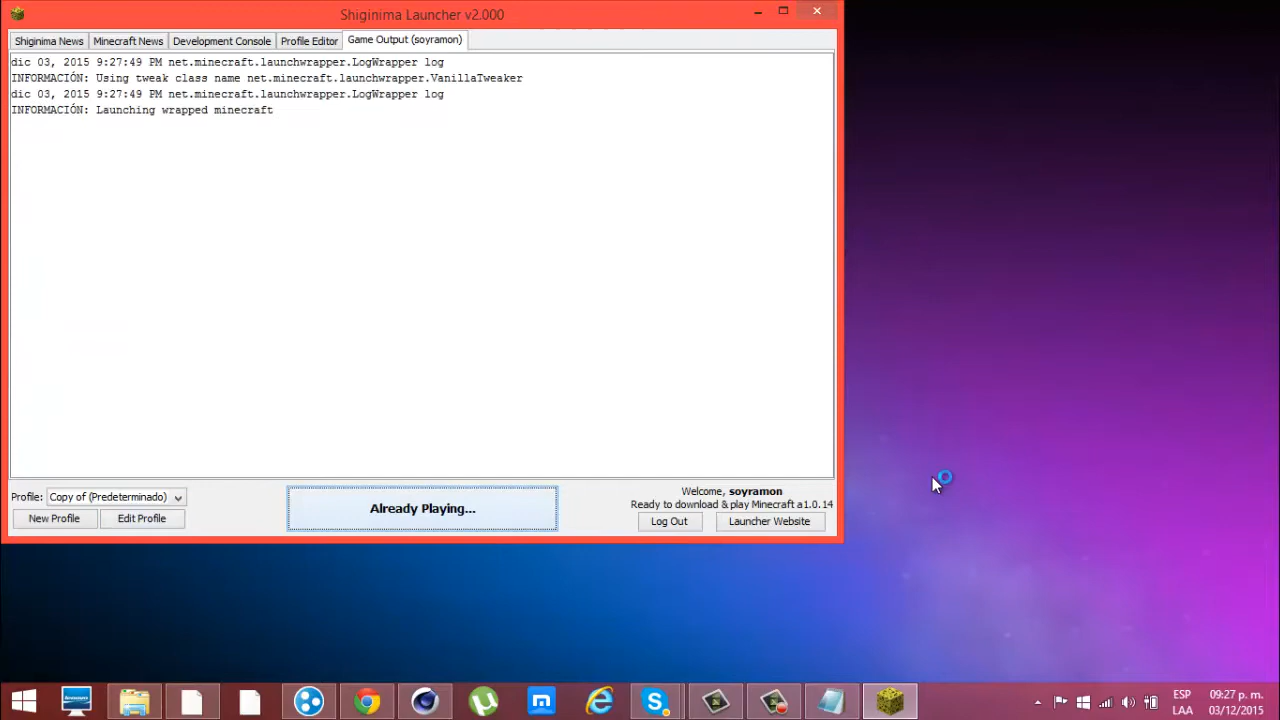 Shiginima Launcher v2.000
Shiginima News
Minecraft News
Development Console
Profile Editor
Game Output (soyramon)
dic 03, 2015 9:27:49 PM net.minecraft.launchwrapper.LogWrapper log
INFORMACIÓN: Using tweak class name net.minecraft.launchwrapper.VanillaTweaker
dic 03, 2015 9:27:49 PM net.minecraft.launchwrapper.LogWrapper log
INFORMACIÓN: Launching wrapped minecraft
Profile: Copy of (Predeterminado)
New Profile
Edit Profile
Already Playing...
Welcome, soyramon
Ready to download & play Minecraft a1.0.14
Log Out
Launcher Website
ESP
LAA
09:27 p. m.
03/12/2015